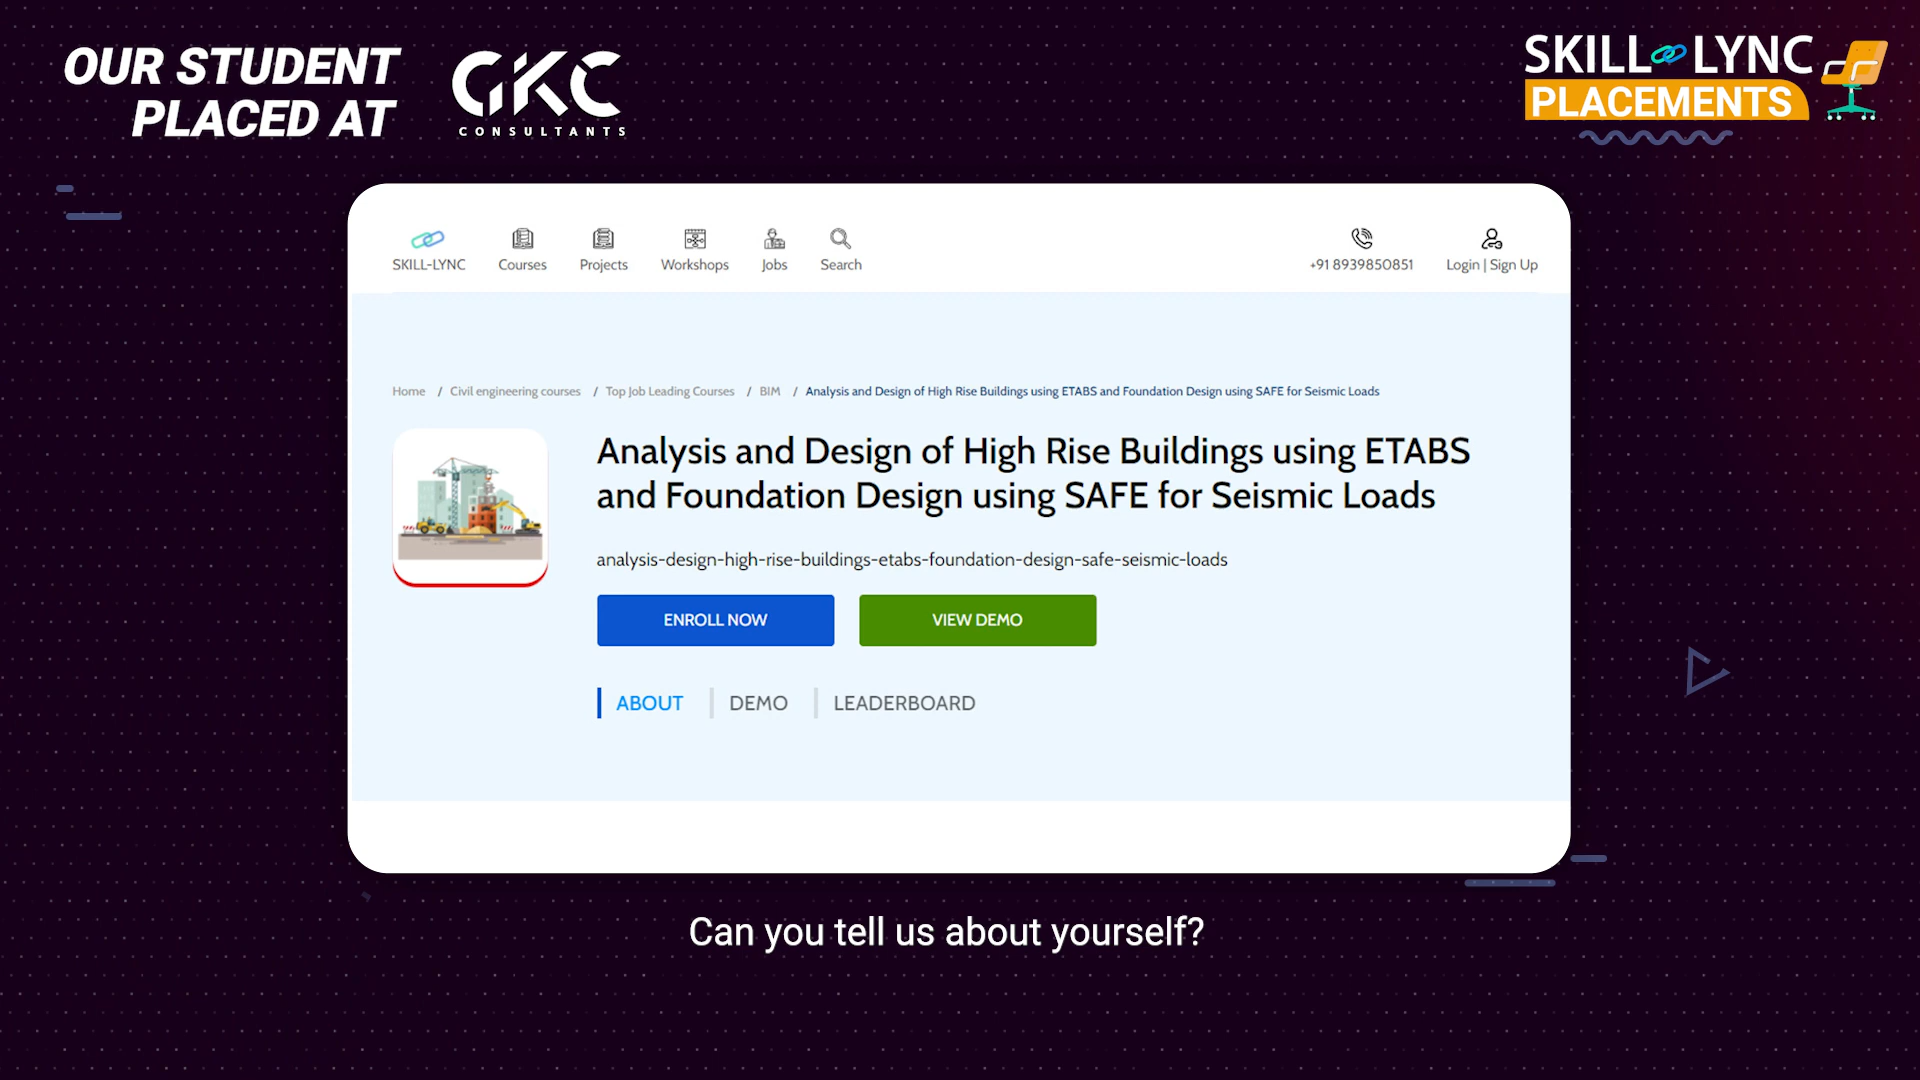 OUR STUDENT
PLACED AT
GKC
CONSULTANTS
SKILL LYNC
PLACEMENTS
SKILL-LYNC
Courses
Projects
Workshops
Jobs
Search
+91 8939850851
Login | Sign Up
Home / Civil engineering courses / Top Job Leading Courses / BIM / Analysis and Design of High Rise Buildings using ETABS and Foundation Design using SAFE for Seismic Loads
Analysis and Design of High Rise Buildings using ETABS
and Foundation Design using SAFE for Seismic Loads
analysis-design-high-rise-buildings-etabs-foundation-design-safe-seismic-loads
ENROLL NOW
VIEW DEMO
ABOUT
DEMO
LEADERBOARD
Can you tell us about yourself?